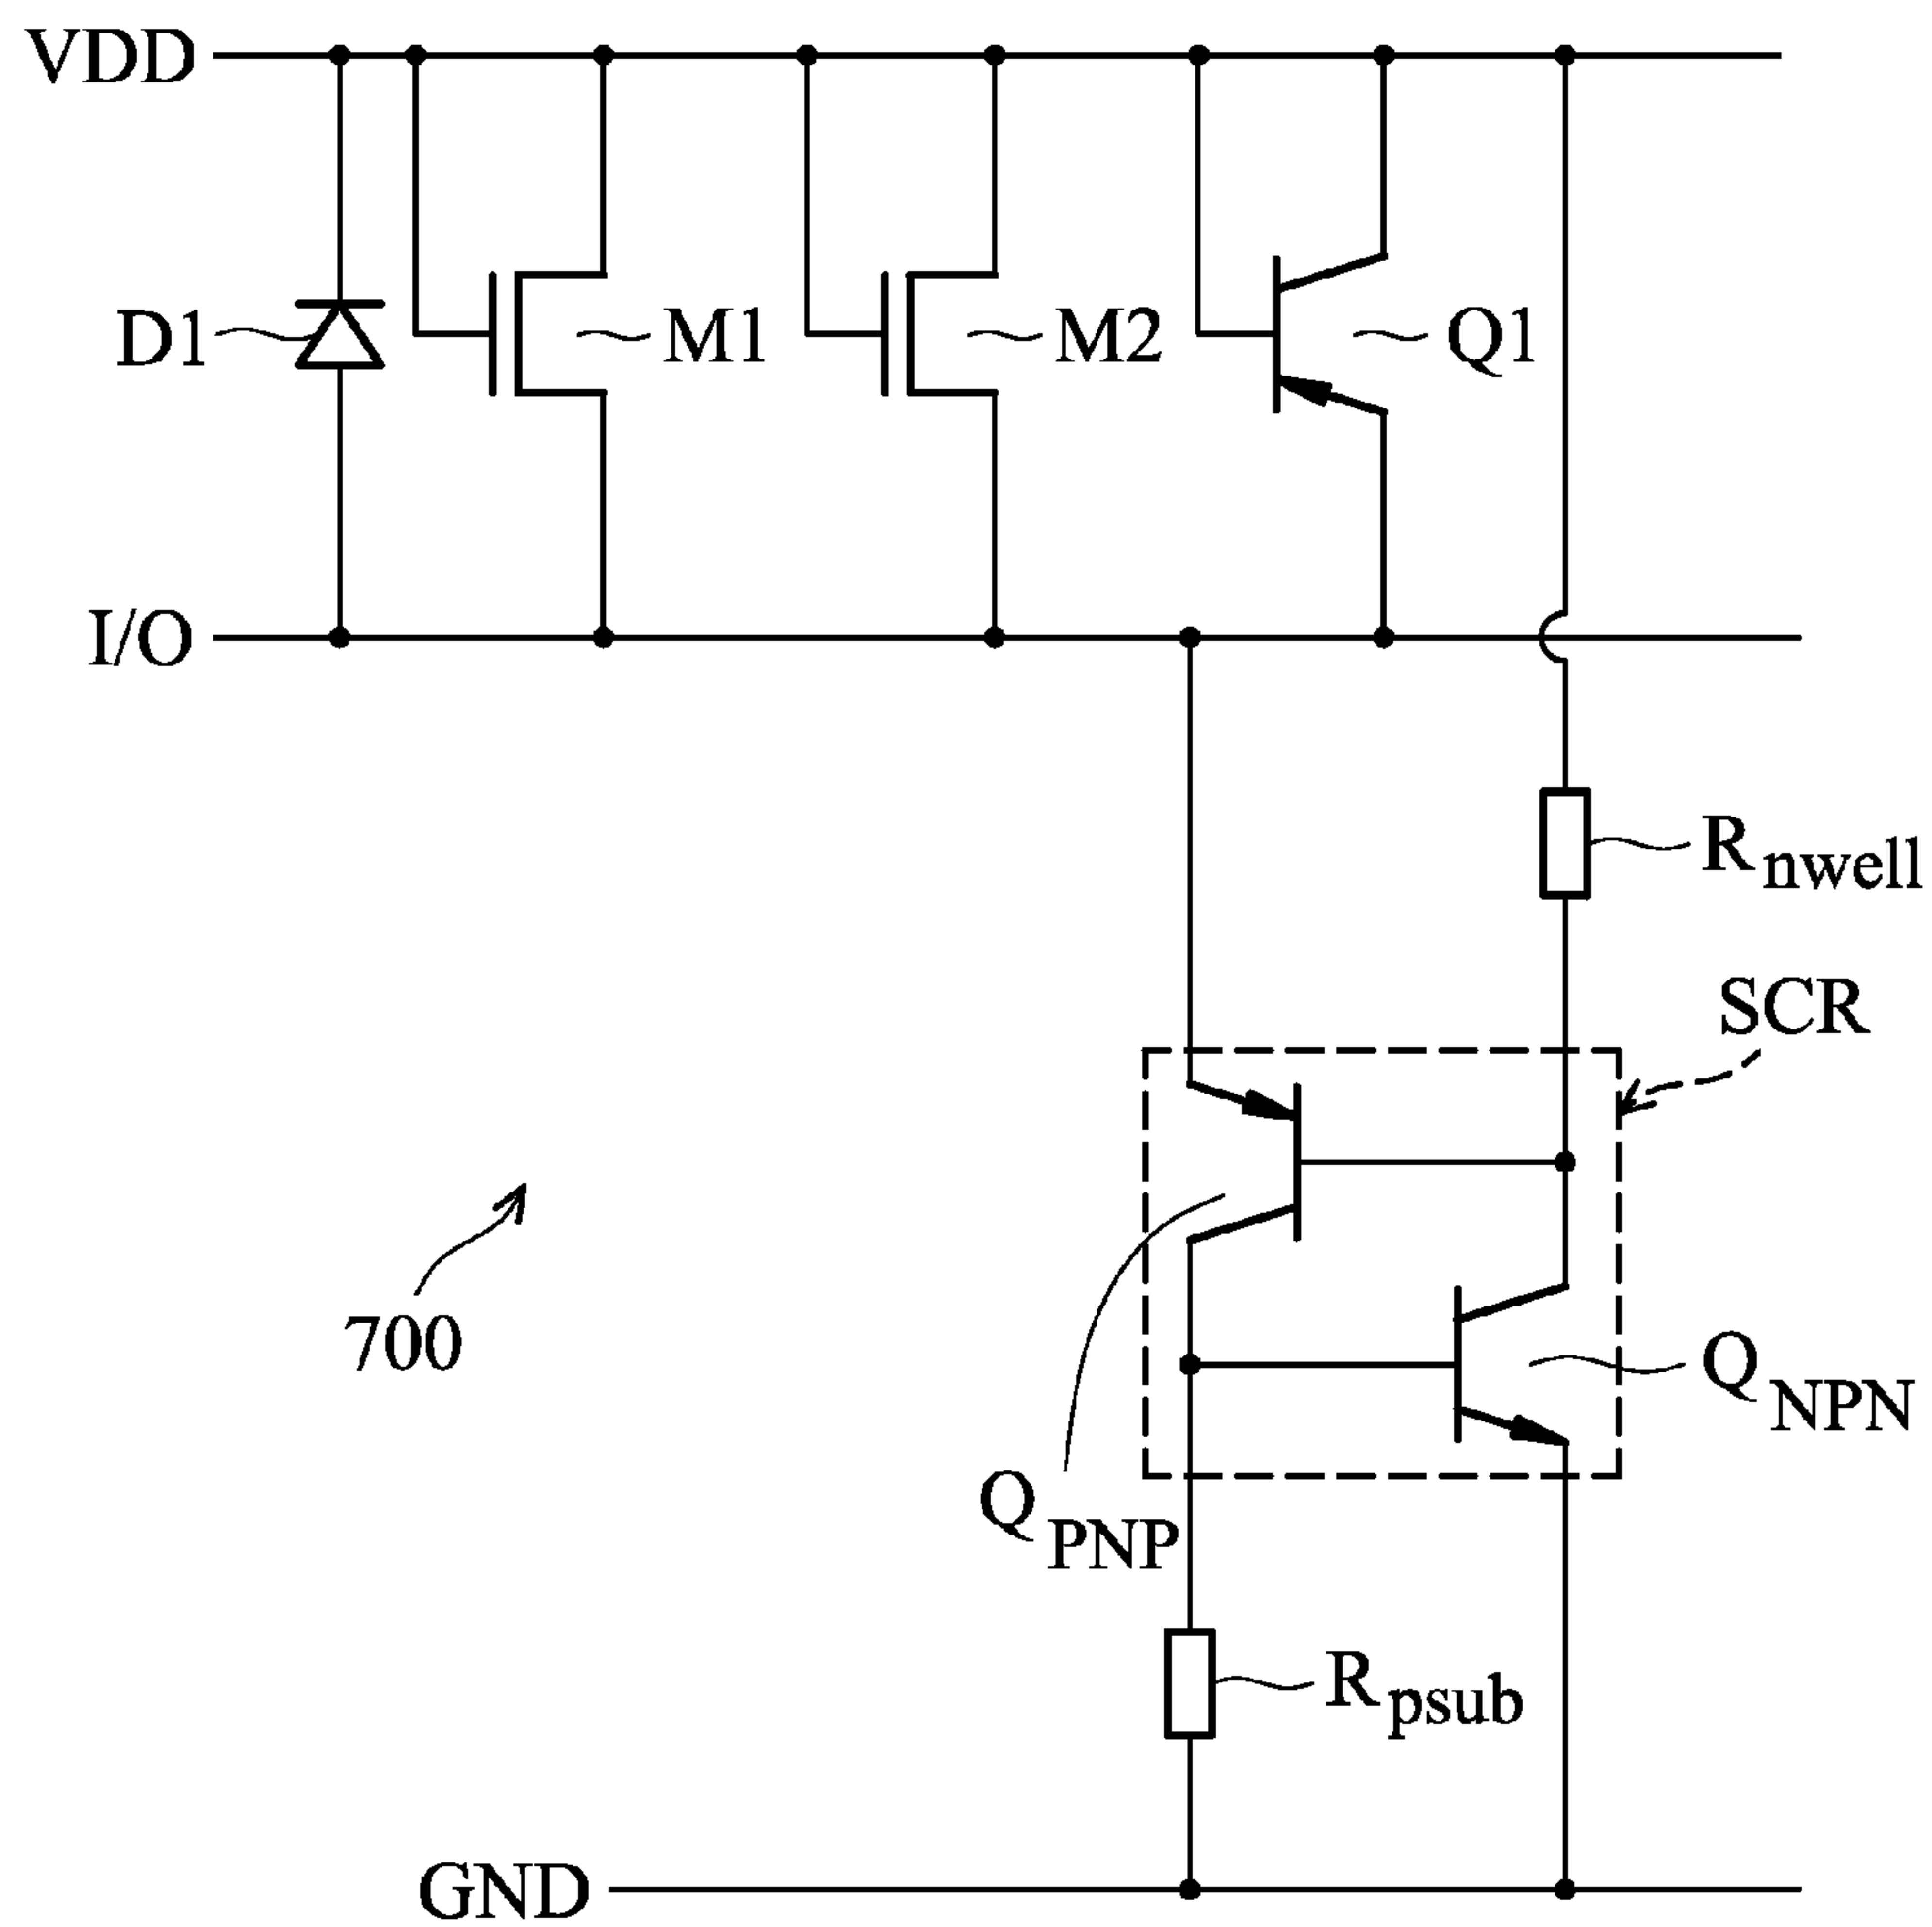 VDD
D1
M1
M2
Q1
I/O
Rnwell
SCR
700
QNPN
QPNP
Rpsub
GND